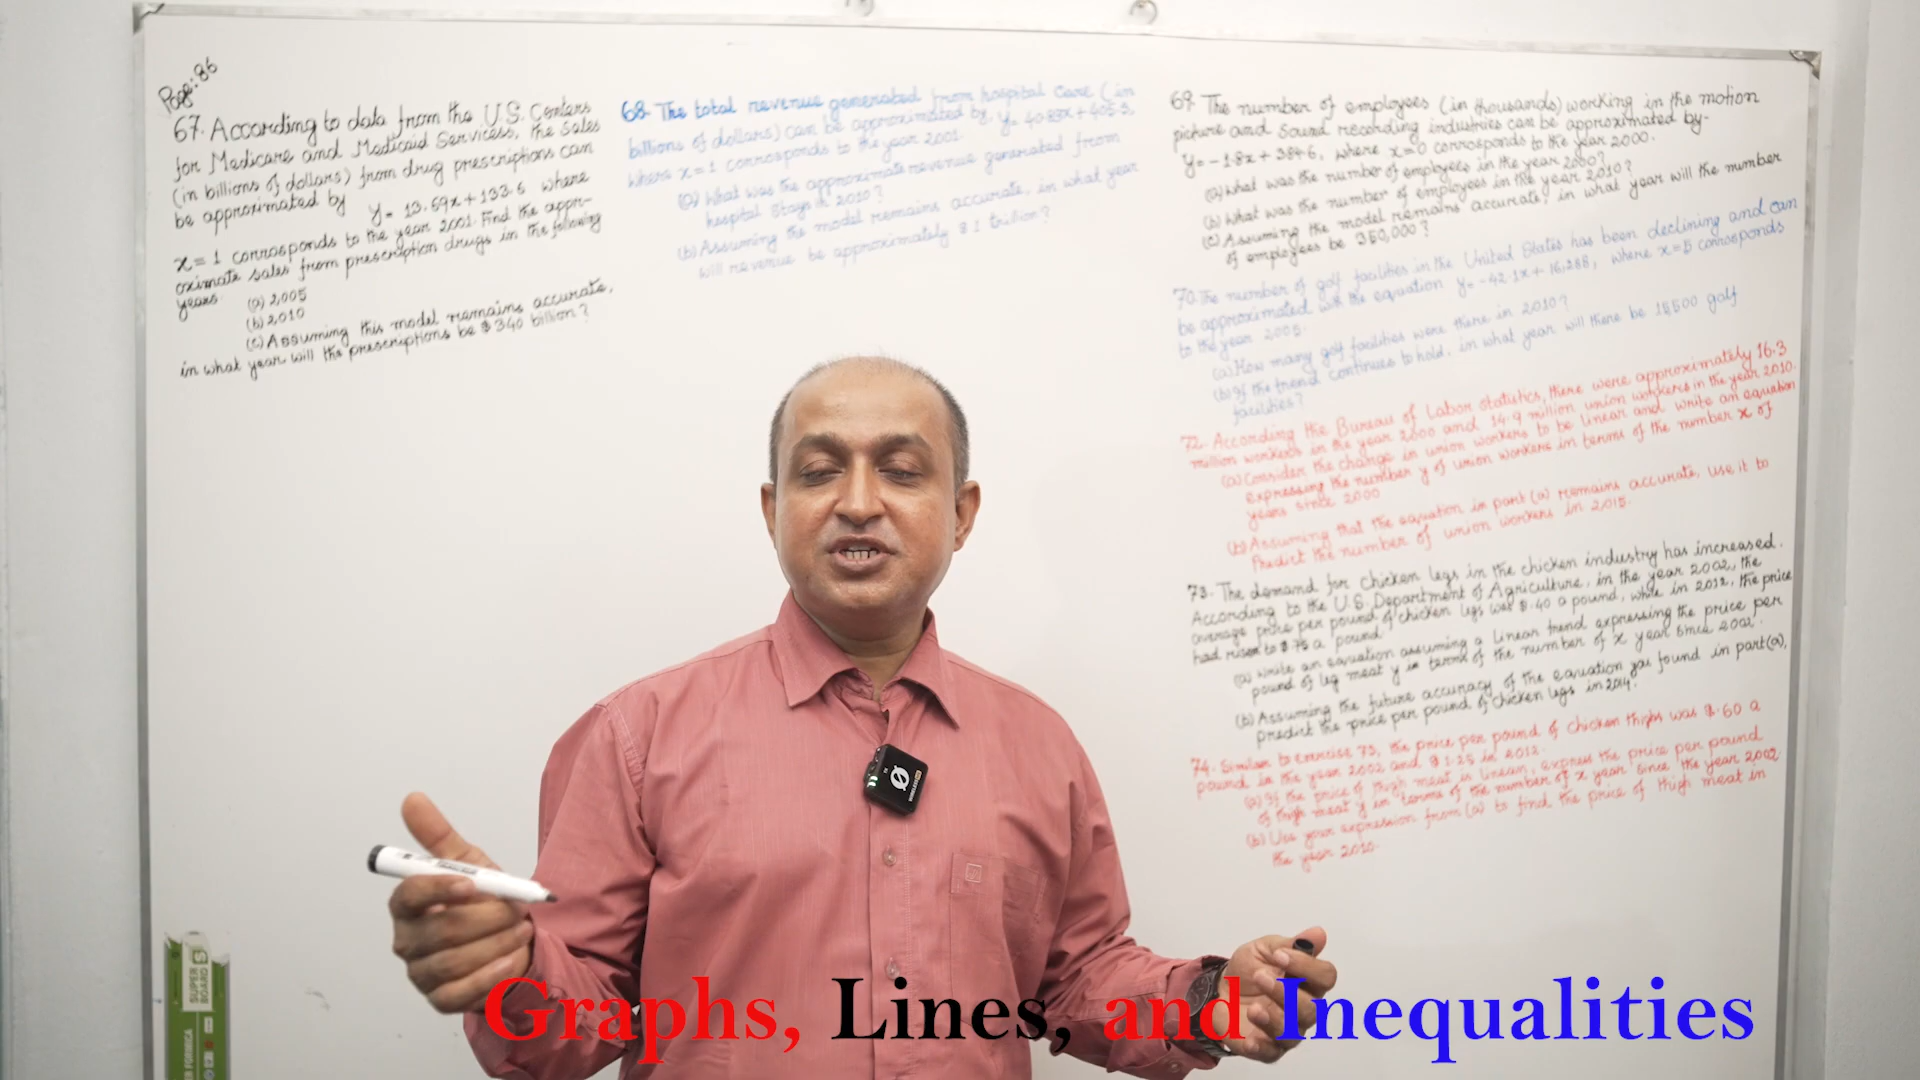 Page: 86
67. According to data from the U.S. Centers
for Medicare and Medicaid Servicess, the sales
(in billions of dollars) from drug prescriptions can
be approximated by y = 13.69x + 133.6 where
x = 1 corrosponds to the year 2001. Find the appr-
oximate sales from prescription drugs in the following
years.
(a) 2,005
(b) 2010
(c) Assuming this model remains accurate,
in what year will the prescriptions be $ 340 billion?
68. The total revenue generated from hospital care (in
billions of dollars) can be approximated by,
where x = 1 corrosponds to the year 2001.
(a) What was the approximate revenue generated from
hospital stays in 2010?
(b) Assuming the model remains accurate, in what year
will revenue be approximately $ 1 trillion?
69. The number of employees (in thousands) working in the motion
picture and sound recording industries can be approximated by-
y = - 1.8x + 384.6, where x = 0 corrosponds to the year 2000.
(a) What was the number of employees in the year 2000?
(b) What was the number of employees in the year 2010?
(c) Assuming the model remains accurate, in what year will the number
of employees be 350,000?
70. The number of golf facilities in the United States has been declining and can
be approximated with the equation y = -42.1x + 16,288, where x = 5 corrosponds
to the year 2005.
(a) How many golf facilities were there in 2010?
(b) If the trend continues to hold, in what year will there be 15,500 golf
facilities?
72. According the Bureau of Labor statistics, there were approximately 16.3
million workers in the year 2000 and 14.9 million union workers in the year 2010.
(a) Consider the change in union workers to be linear and write an equation
expressing the number y of union workers in terms of the number x of
years since 2000.
(b) Assuming that the equation in part (a) remains accurate, use it to
Predict the number of union workers in 2015.
73. The demand for chicken legs in the chicken industry has increased.
According to the U.S. Department of Agriculture, in the year 2002, the
average price per pound of chicken legs was $.40 a pound, while in 2012, the price
had risen to $.75 a pound
(a) Write an equation assuming a linear trend expressing the price per
pound of leg meat y in terms of the number of x year since 2002.
(b) Assuming the future accuracy of the equation you found in part (a),
predict the price per pound of chicken legs in 2014.
74. Similar to exercise 73, the price per pound of chicken thighs was $.60 a
pound in the year 2002 and $ 1.25 in 2012.
(a) If the price of thigh meat in linear, express the price per pound
of thigh meat y in terms of the number of x year since the year 2002.
(b) Use your expression from (a) to find the price of thigh meat in
the year 2010.
SUPER
BOARD
S
FORMICA
WIRELESS
Graphs, Lines, and Inequalities